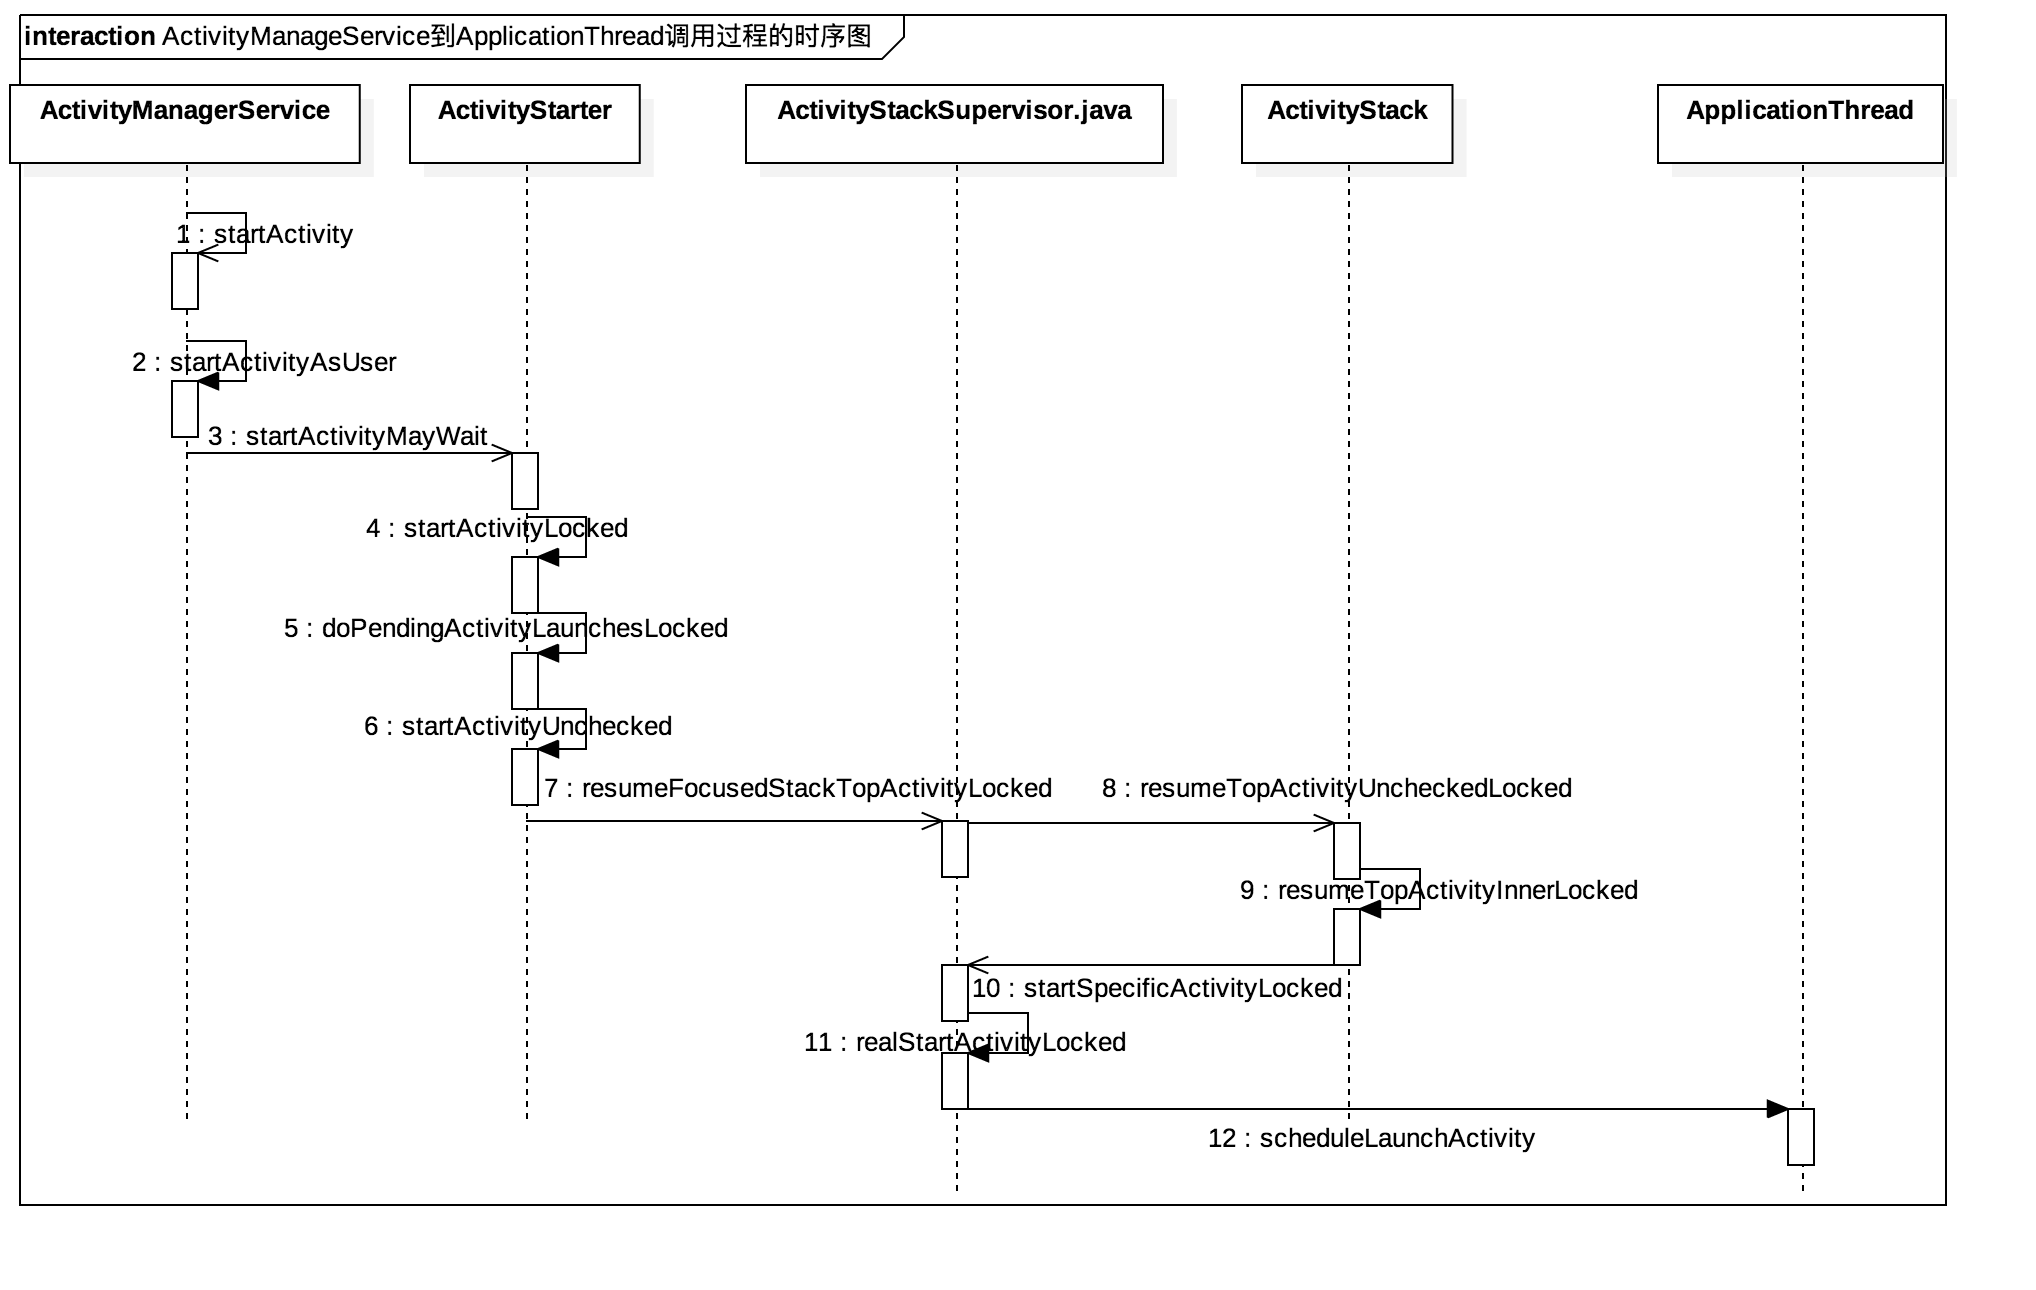 interaction ActivityManageService到ApplicationThread调用过程的时序图
ActivityManagerService
ActivityStarter
ActivityStackSupervisor.java
ActivityStack
ApplicationThread
1 : startActivity
2 : startActivityAsUser
3 : startActivityMayWait
4 : startActivityLocked
5 : doPendingActivityLaunchesLocked
6 : startActivityUnchecked
7 : resumeFocusedStackTopActivityLocked
8 : resumeTopActivityUncheckedLocked
9 : resumeTopActivityInnerLocked
10 : startSpecificActivityLocked
11 : realStartActivityLocked
12 : scheduleLaunchActivity